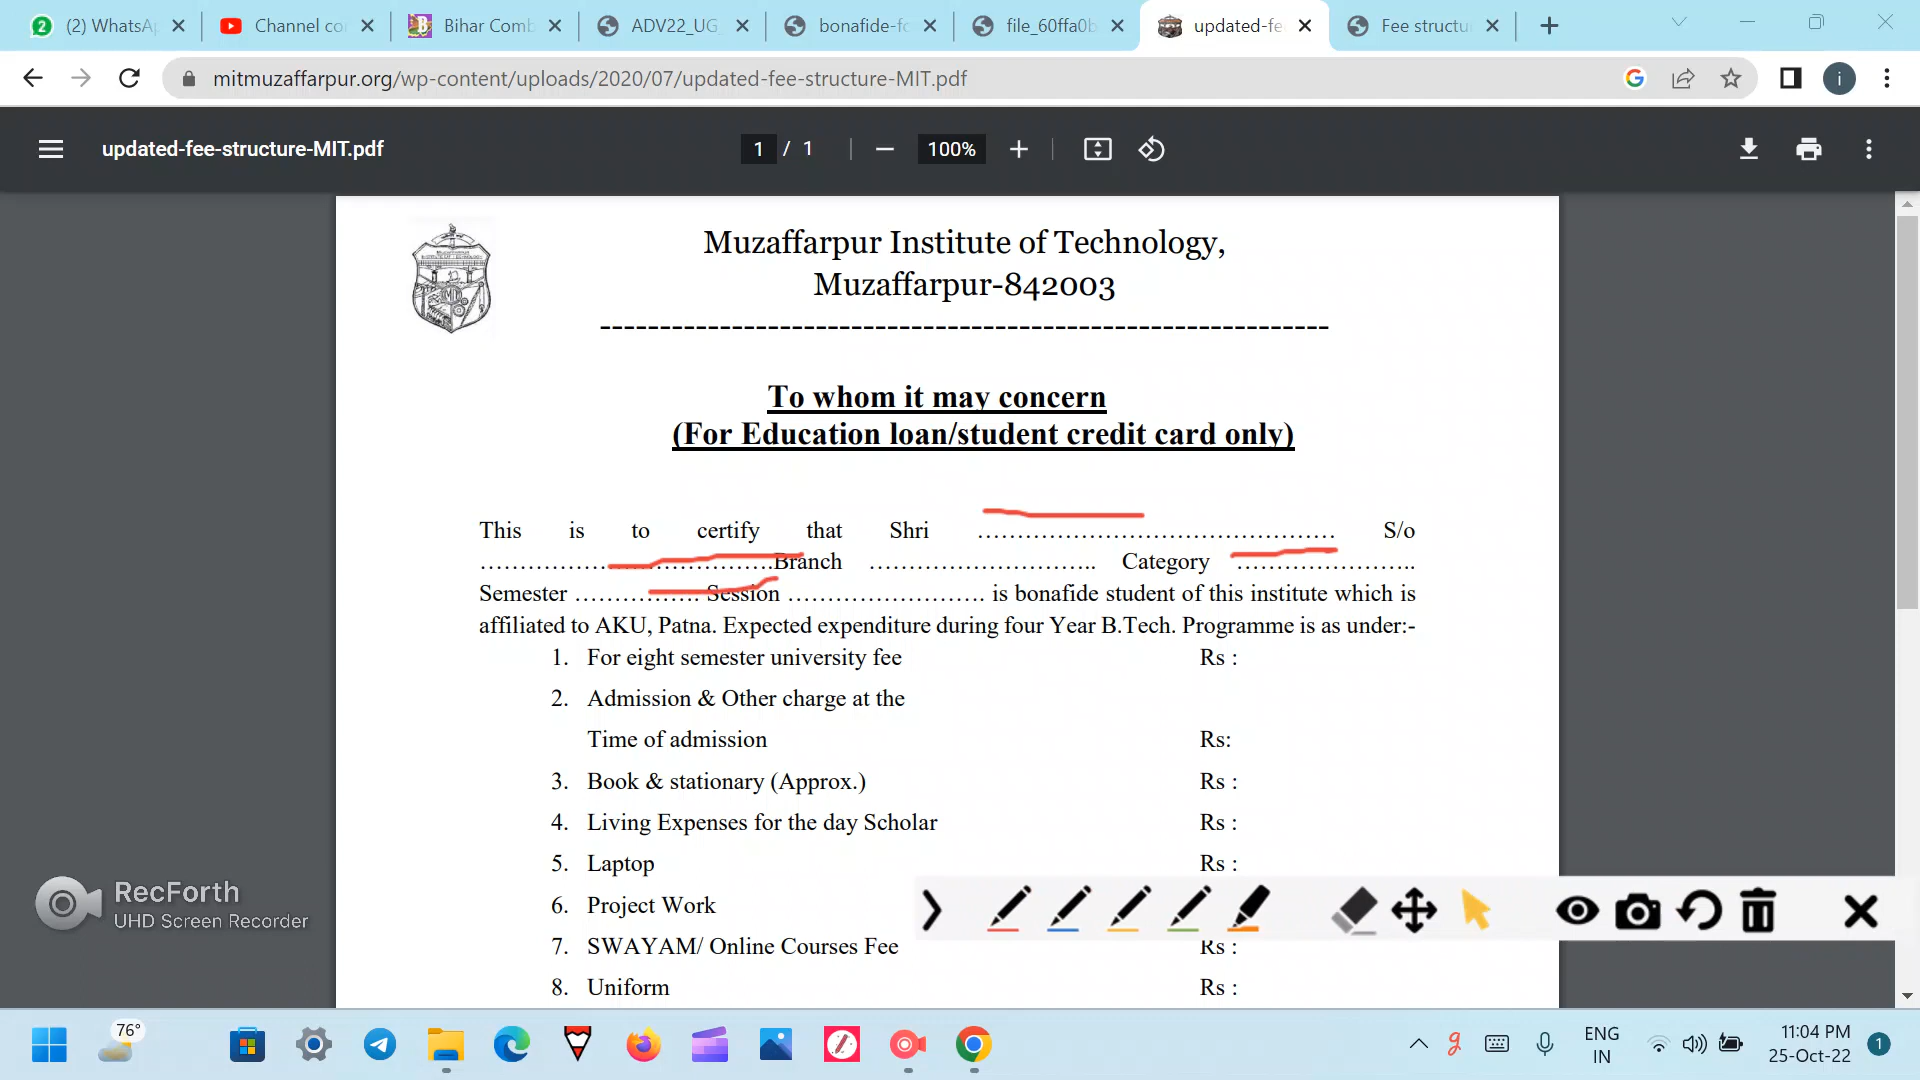 2
(2) WhatsAp
Channel co
Bihar Comb
ADV22_UG_
bonafide-fo
file_60ffa0b
updated-fe
Fee structu
mitmuzaffarpur.org/wp-content/uploads/2020/07/updated-fee-structure-MIT.pdf
i
updated-fee-structure-MIT.pdf
1 / 1
100%
Muzaffarpur Institute of Technology,
Muzaffarpur-842003
------------------------------------------------------------
To whom it may concern
(For Education loan/student credit card only)
This is to certify that Shri ………………………………………. S/o
……………………………………….Branch ……………………….. Category …………………..
Semester ……………. Session ……………………. is bonafide student of this institute which is
affiliated to AKU, Patna. Expected expenditure during four Year B.Tech. Programme is as under:-
1. For eight semester university fee Rs :
2. Admission & Other charge at the
Time of admission Rs:
3. Book & stationary (Approx.) Rs :
4. Living Expenses for the day Scholar Rs :
5. Laptop Rs :
6. Project Work
7. SWAYAM/ Online Courses Fee Rs :
8. Uniform Rs :
RecForth
UHD Screen Recorder
76°
ENG
IN
11:04 PM
25-Oct-22
1